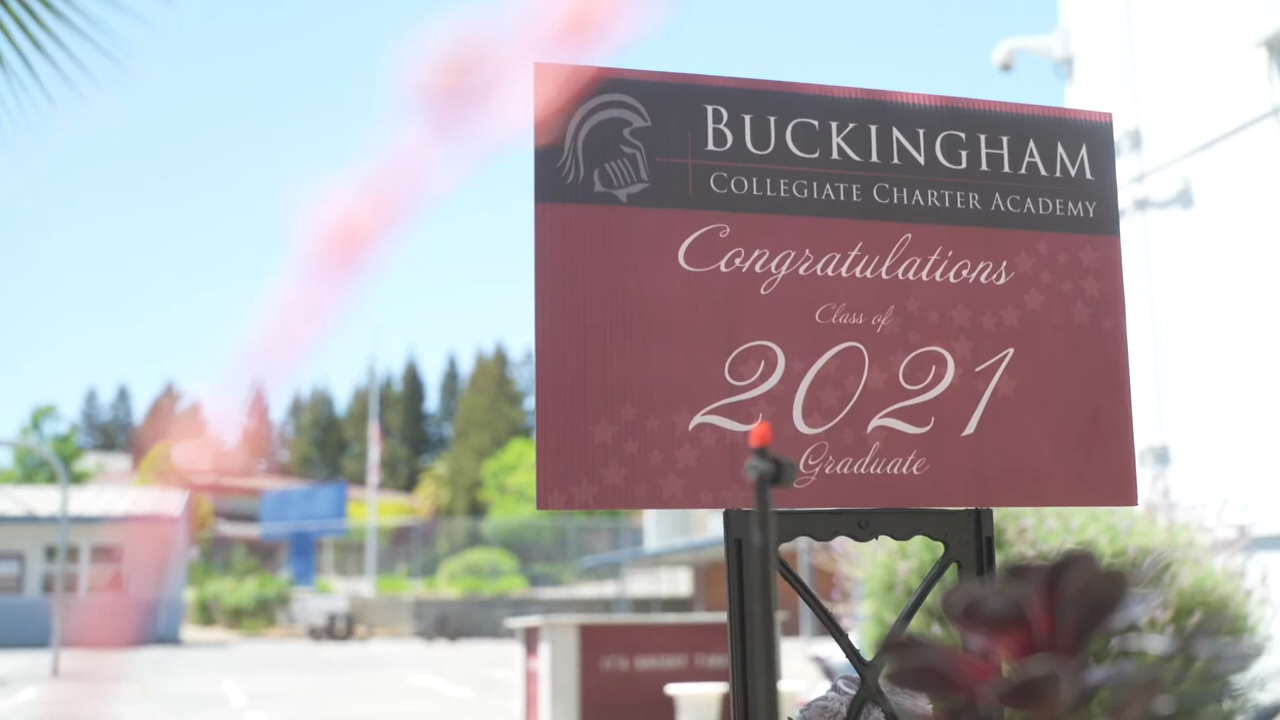 BUCKINGHAM
COLLEGIATE CHARTER ACADEMY
Congratulations
Class of
2021
Graduate